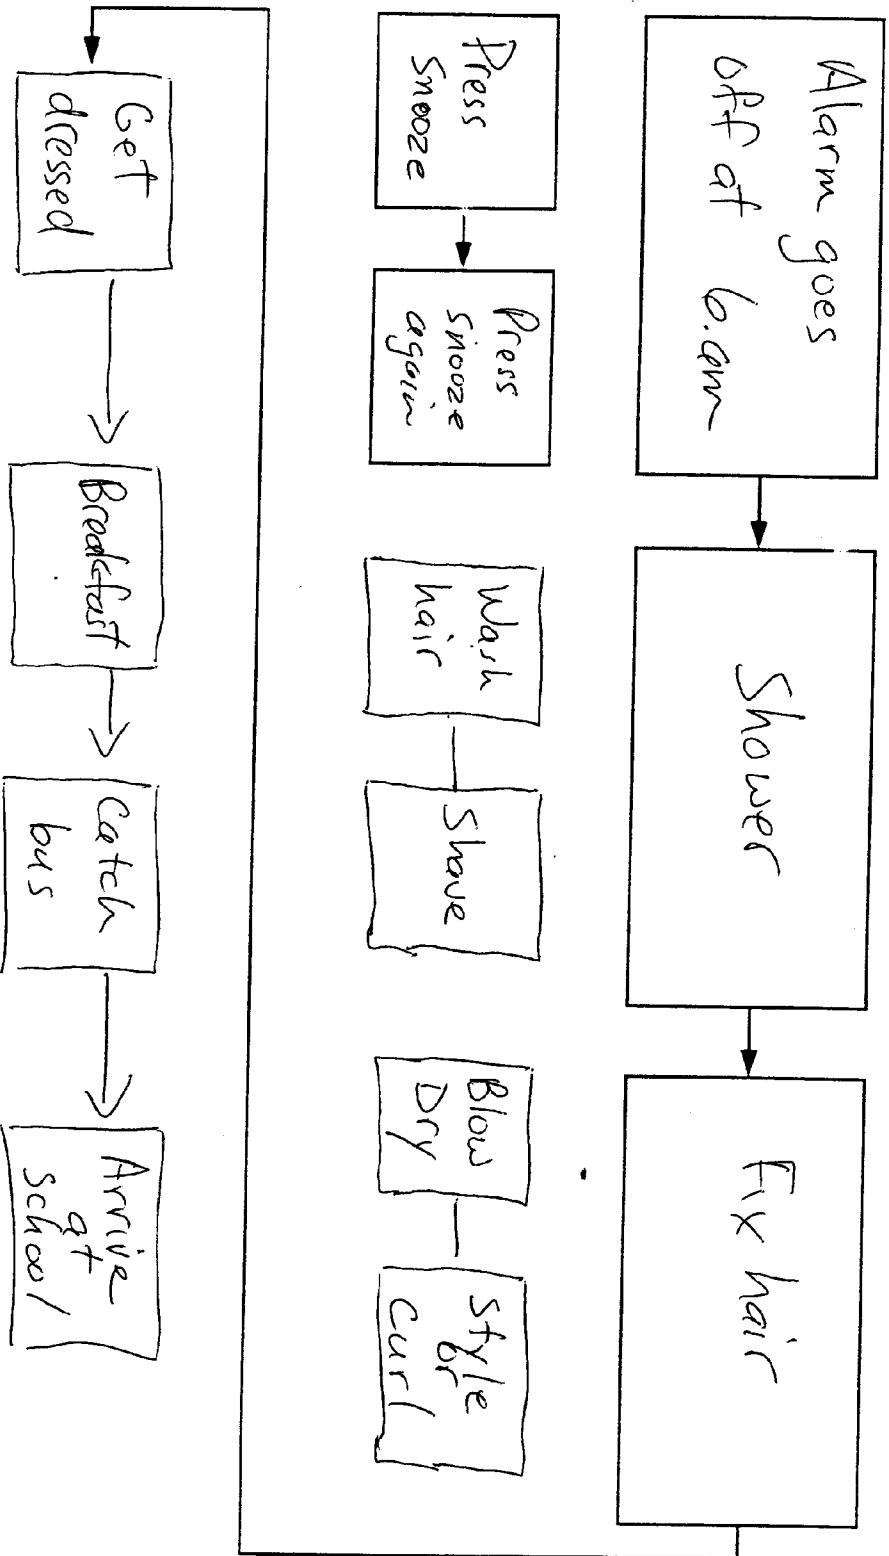 Alarm goes
off at 6.am
Shower
Fix hair
Press
Snooze
Press
snooze
again
Wash
hair
Shave
Blow
Dry
Style
or
Curl
Get
dressed
Breakfast
Catch
bus
Arrive
at
school